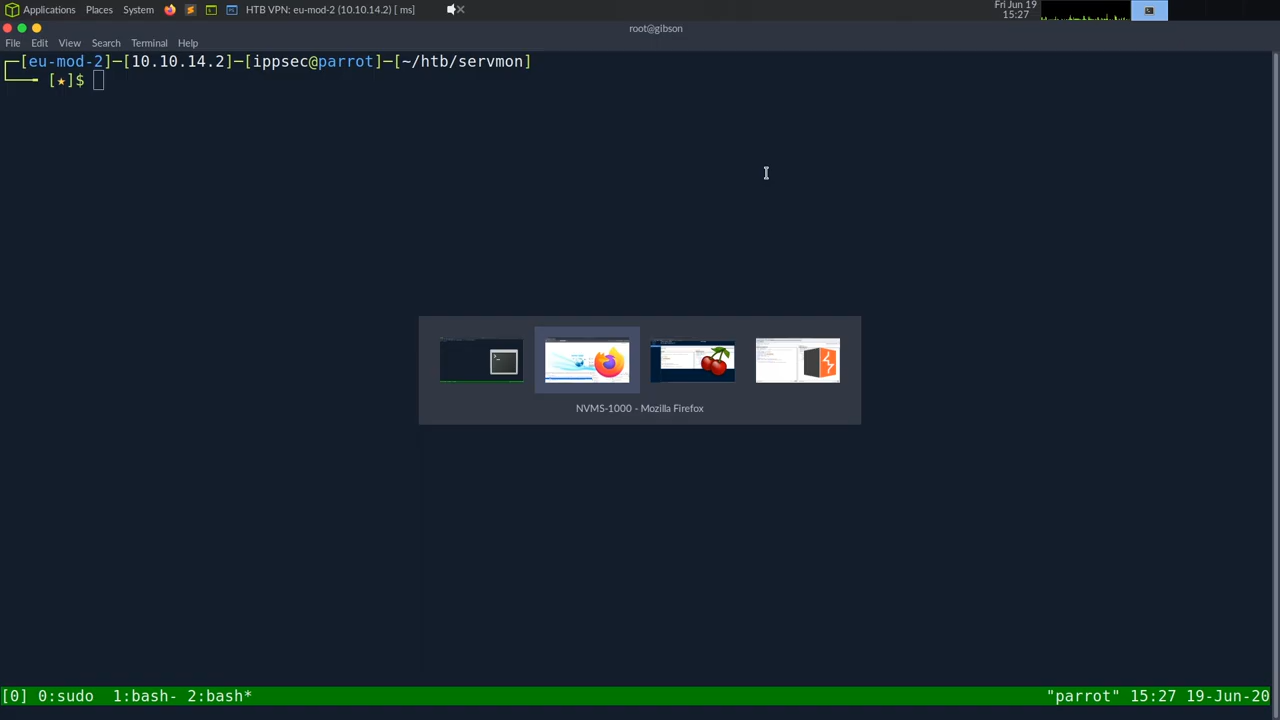 Applications Places System HTB VPN: eu-mod-2 (10.10.14.2) [ ms] Fri Jun 19 15:27
root@gibson
File Edit View Search Terminal Help
┌─[eu-mod-2]─[10.10.14.2]─[ippsec@parrot]─[~/htb/servmon]
└──╼ [★]$
NVMS-1000 - Mozilla Firefox
[0] 0:sudo 1:bash- 2:bash* "parrot" 15:27 19-Jun-20